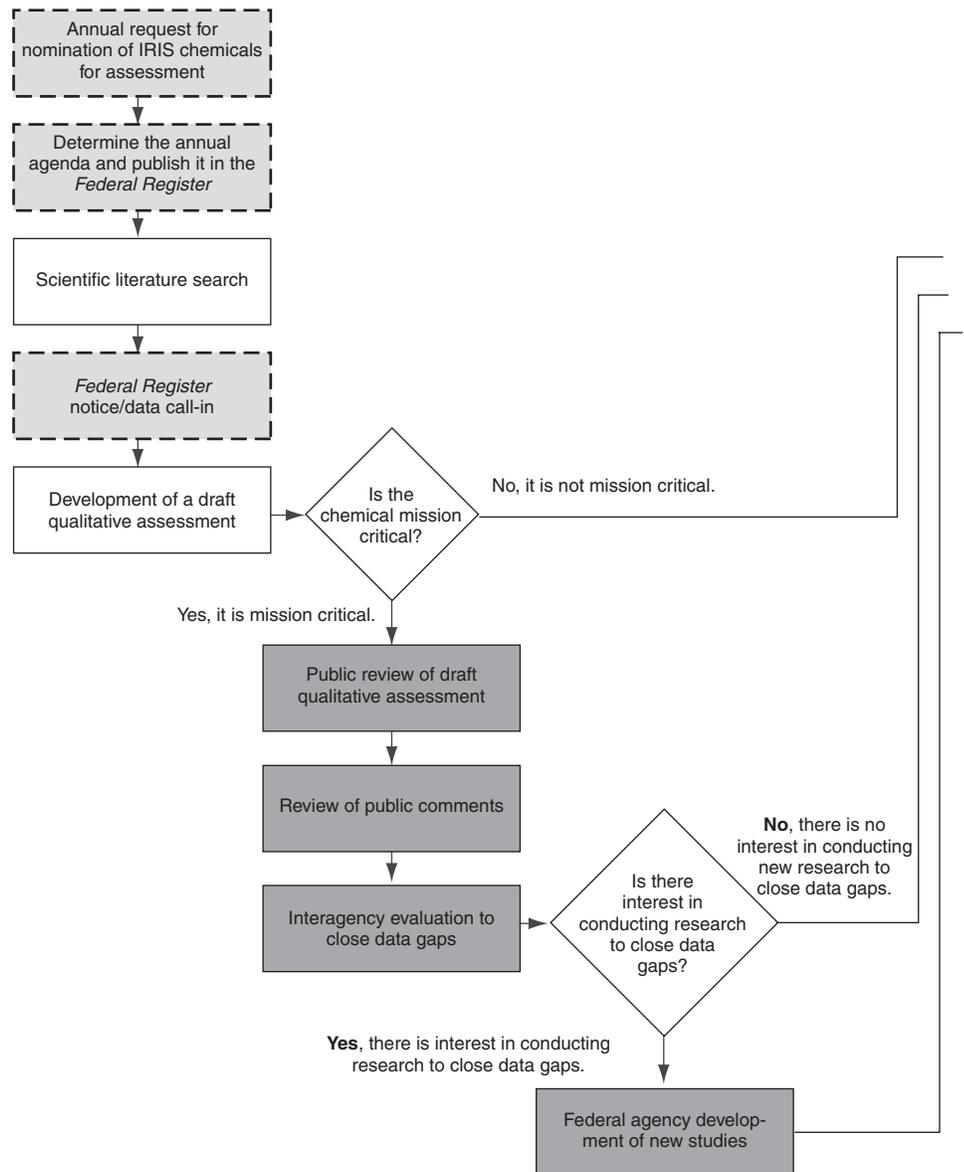 Annual request for
nomination of IRIS chemicals
for assessment
Determine the annual
agenda and publish it in the
Federal Register
Scientific literature search
Federal Register
notice/data call-in
Development of a draft
qualitative assessment
Is the
chemical mission
critical?
No, it is not mission critical.
Yes, it is mission critical.
Public review of draft
qualitative assessment
Review of public comments
Interagency evaluation to
close data gaps
Is there
interest in
conducting research
to close data
gaps?
No, there is no
interest in conducting
new research to
close data gaps.
Yes, there is interest in conducting
research to close data gaps.
Federal agency develop-
ment of new studies